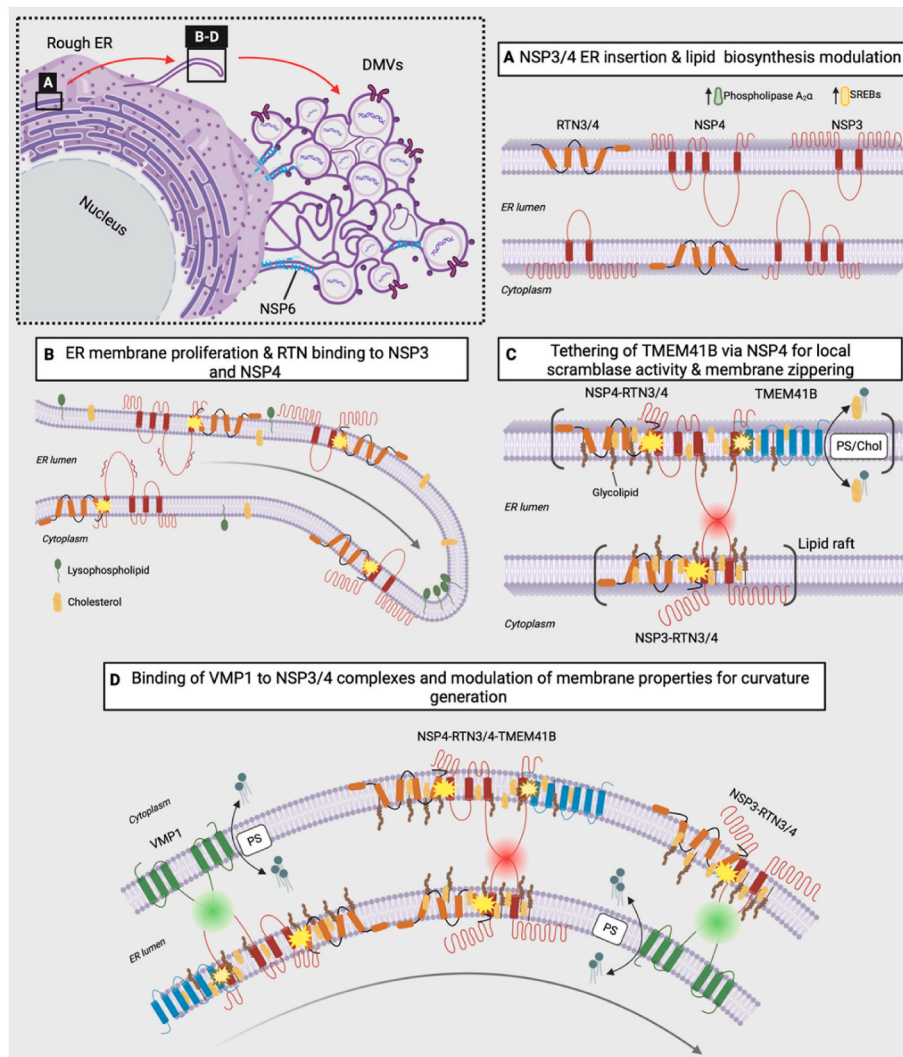 Rough ER
B-D
DMVs
A
Nucleus
NSP6
A NSP3/4 ER insertion & lipid biosynthesis modulation
Phospholipase A₂α
SREBs
RTN3/4
NSP4
NSP3
ER lumen
Cytoplasm
B ER membrane proliferation & RTN binding to NSP3
and NSP4
ER lumen
Cytoplasm
Lysophospholipid
Cholesterol
C Tethering of TMEM41B via NSP4 for local
scramblase activity & membrane zippering
NSP4-RTN3/4
TMEM41B
PS/Chol
Glycolipid
ER lumen
Lipid raft
Cytoplasm
NSP3-RTN3/4
D Binding of VMP1 to NSP3/4 complexes and modulation of membrane properties for curvature
generation
NSP4-RTN3/4-TMEM41B
Cytoplasm
NSP3-RTN3/4
VMP1
PS
ER lumen
PS